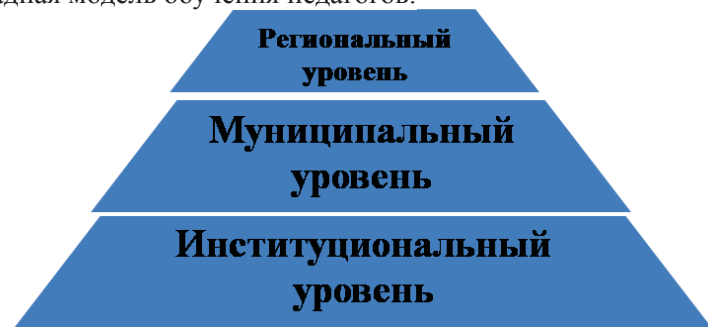 модель обучения педагогов.
Региональный
уровень
Муниципальный
уровень
Институциональный
уровень